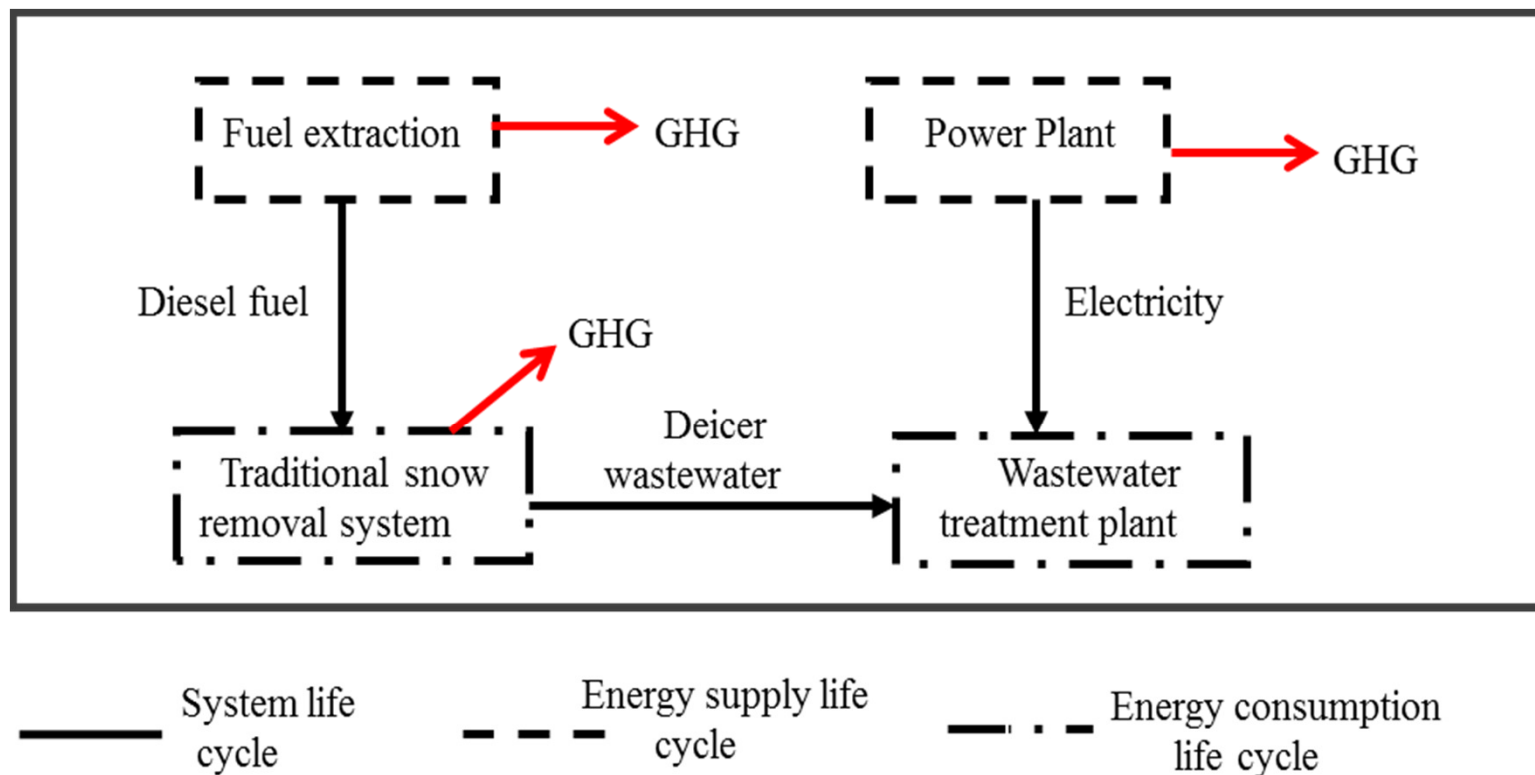 Fuel extraction
GHG
Power Plant
GHG
Diesel fuel
Electricity
GHG
Deicer
wastewater
Traditional snow
removal system
Wastewater
treatment plant
System life
cycle
Energy supply life
cycle
Energy consumption
life cycle